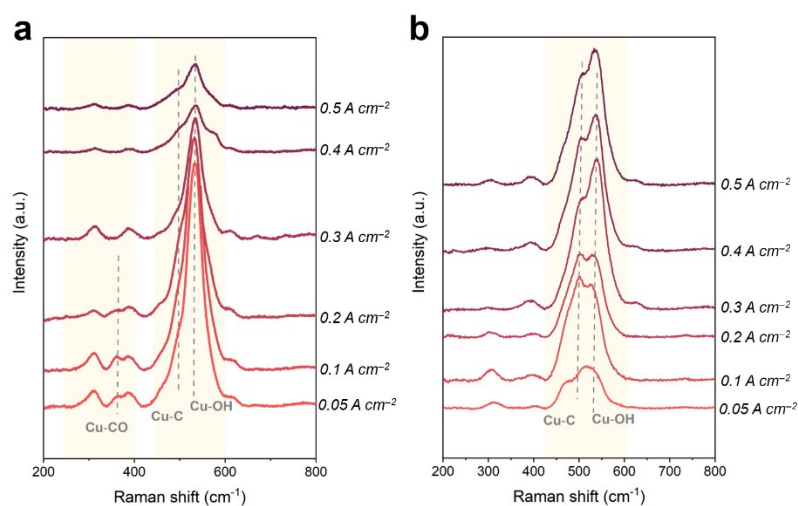 a
0.5 A cm⁻²
0.4 A cm⁻²
0.3 A cm⁻²
0.2 A cm⁻²
0.1 A cm⁻²
0.05 A cm⁻²
Cu-CO
Cu-C
Cu-OH
Intensity (a.u.)
200 400 600 800
Raman shift (cm⁻¹)
b
0.5 A cm⁻²
0.4 A cm⁻²
0.3 A cm⁻²
0.2 A cm⁻²
0.1 A cm⁻²
0.05 A cm⁻²
Cu-C
Cu-OH
Intensity (a.u.)
200 300 400 500 600 700 800
Raman shift (cm⁻¹)